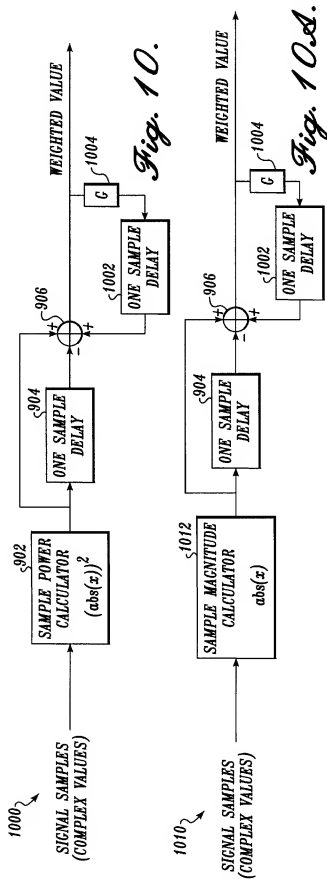 1000
SIGNAL SAMPLES
(COMPLEX VALUES)
902
SAMPLE POWER
CALCULATOR
(abs(x))²
904
ONE SAMPLE
DELAY
906
+
-
+
WEIGHTED VALUE
G
1004
1002
ONE SAMPLE
DELAY
Fig. 10.
1010
SIGNAL SAMPLES
(COMPLEX VALUES)
1012
SAMPLE MAGNITUDE
CALCULATOR
abs(x)
904
ONE SAMPLE
DELAY
906
+
-
+
WEIGHTED VALUE
G
1004
1002
ONE SAMPLE
DELAY
Fig. 10A.